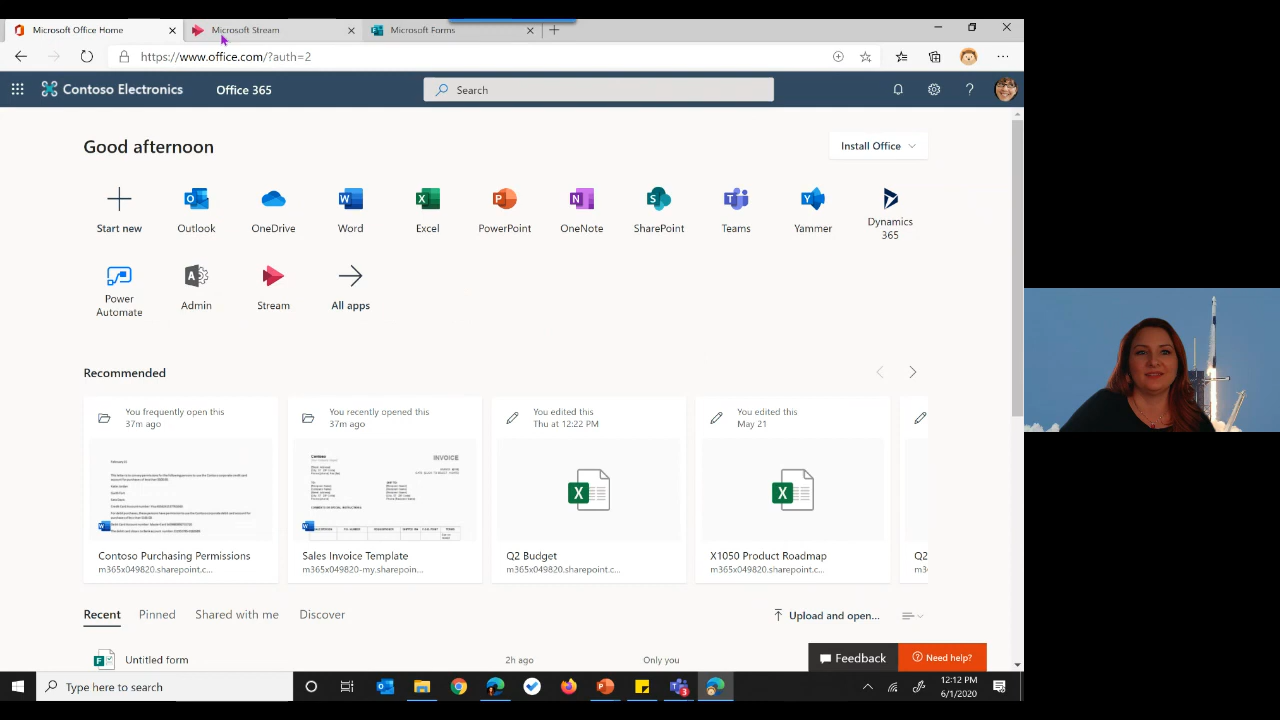 Microsoft Office Home
Microsoft Stream
Microsoft Forms
https://www.office.com/?auth=2
Contoso Electronics
Office 365
Search
Good afternoon
Install Office
Start new
Outlook
OneDrive
Word
Excel
PowerPoint
OneNote
SharePoint
Teams
Yammer
Dynamics
365
Power
Automate
Admin
Stream
All apps
Recommended
You frequently open this
37m ago
You recently opened this
37m ago
You edited this
Thu at 12:22 PM
You edited this
May 21
INVOICE
Contoso Purchasing Permissions
m365x049820.sharepoint.c...
Sales Invoice Template
m365x049820-my.sharepoin...
Q2 Budget
m365x049820.sharepoint.c...
X1050 Product Roadmap
m365x049820.sharepoint.c...
Q2
m
Recent
Pinned
Shared with me
Discover
Upload and open...
Untitled form
2h ago
Only you
Feedback
Need help?
Type here to search
12:12 PM
6/1/2020